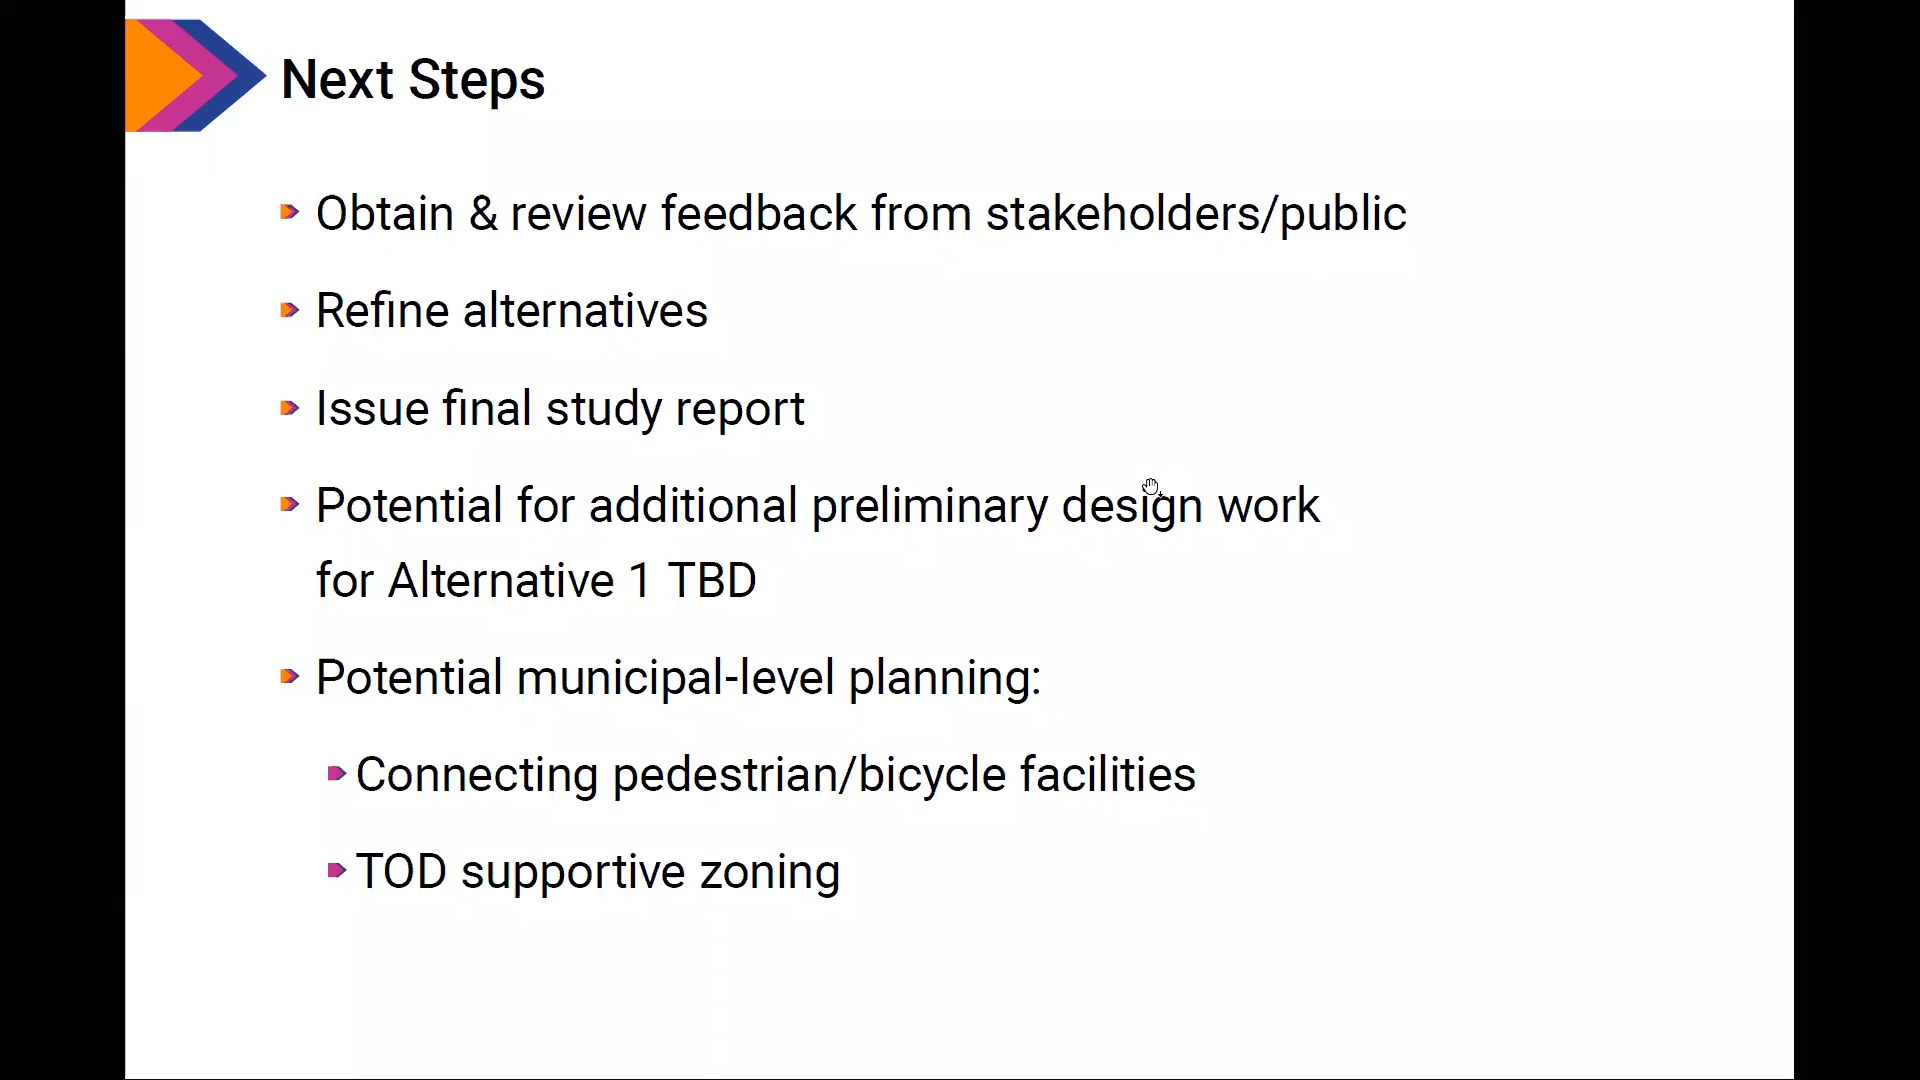 Next Steps
Obtain & review feedback from stakeholders/public
Refine alternatives
Issue final study report
Potential for additional preliminary design work
for Alternative 1 TBD
Potential municipal-level planning:
Connecting pedestrian/bicycle facilities
TOD supportive zoning